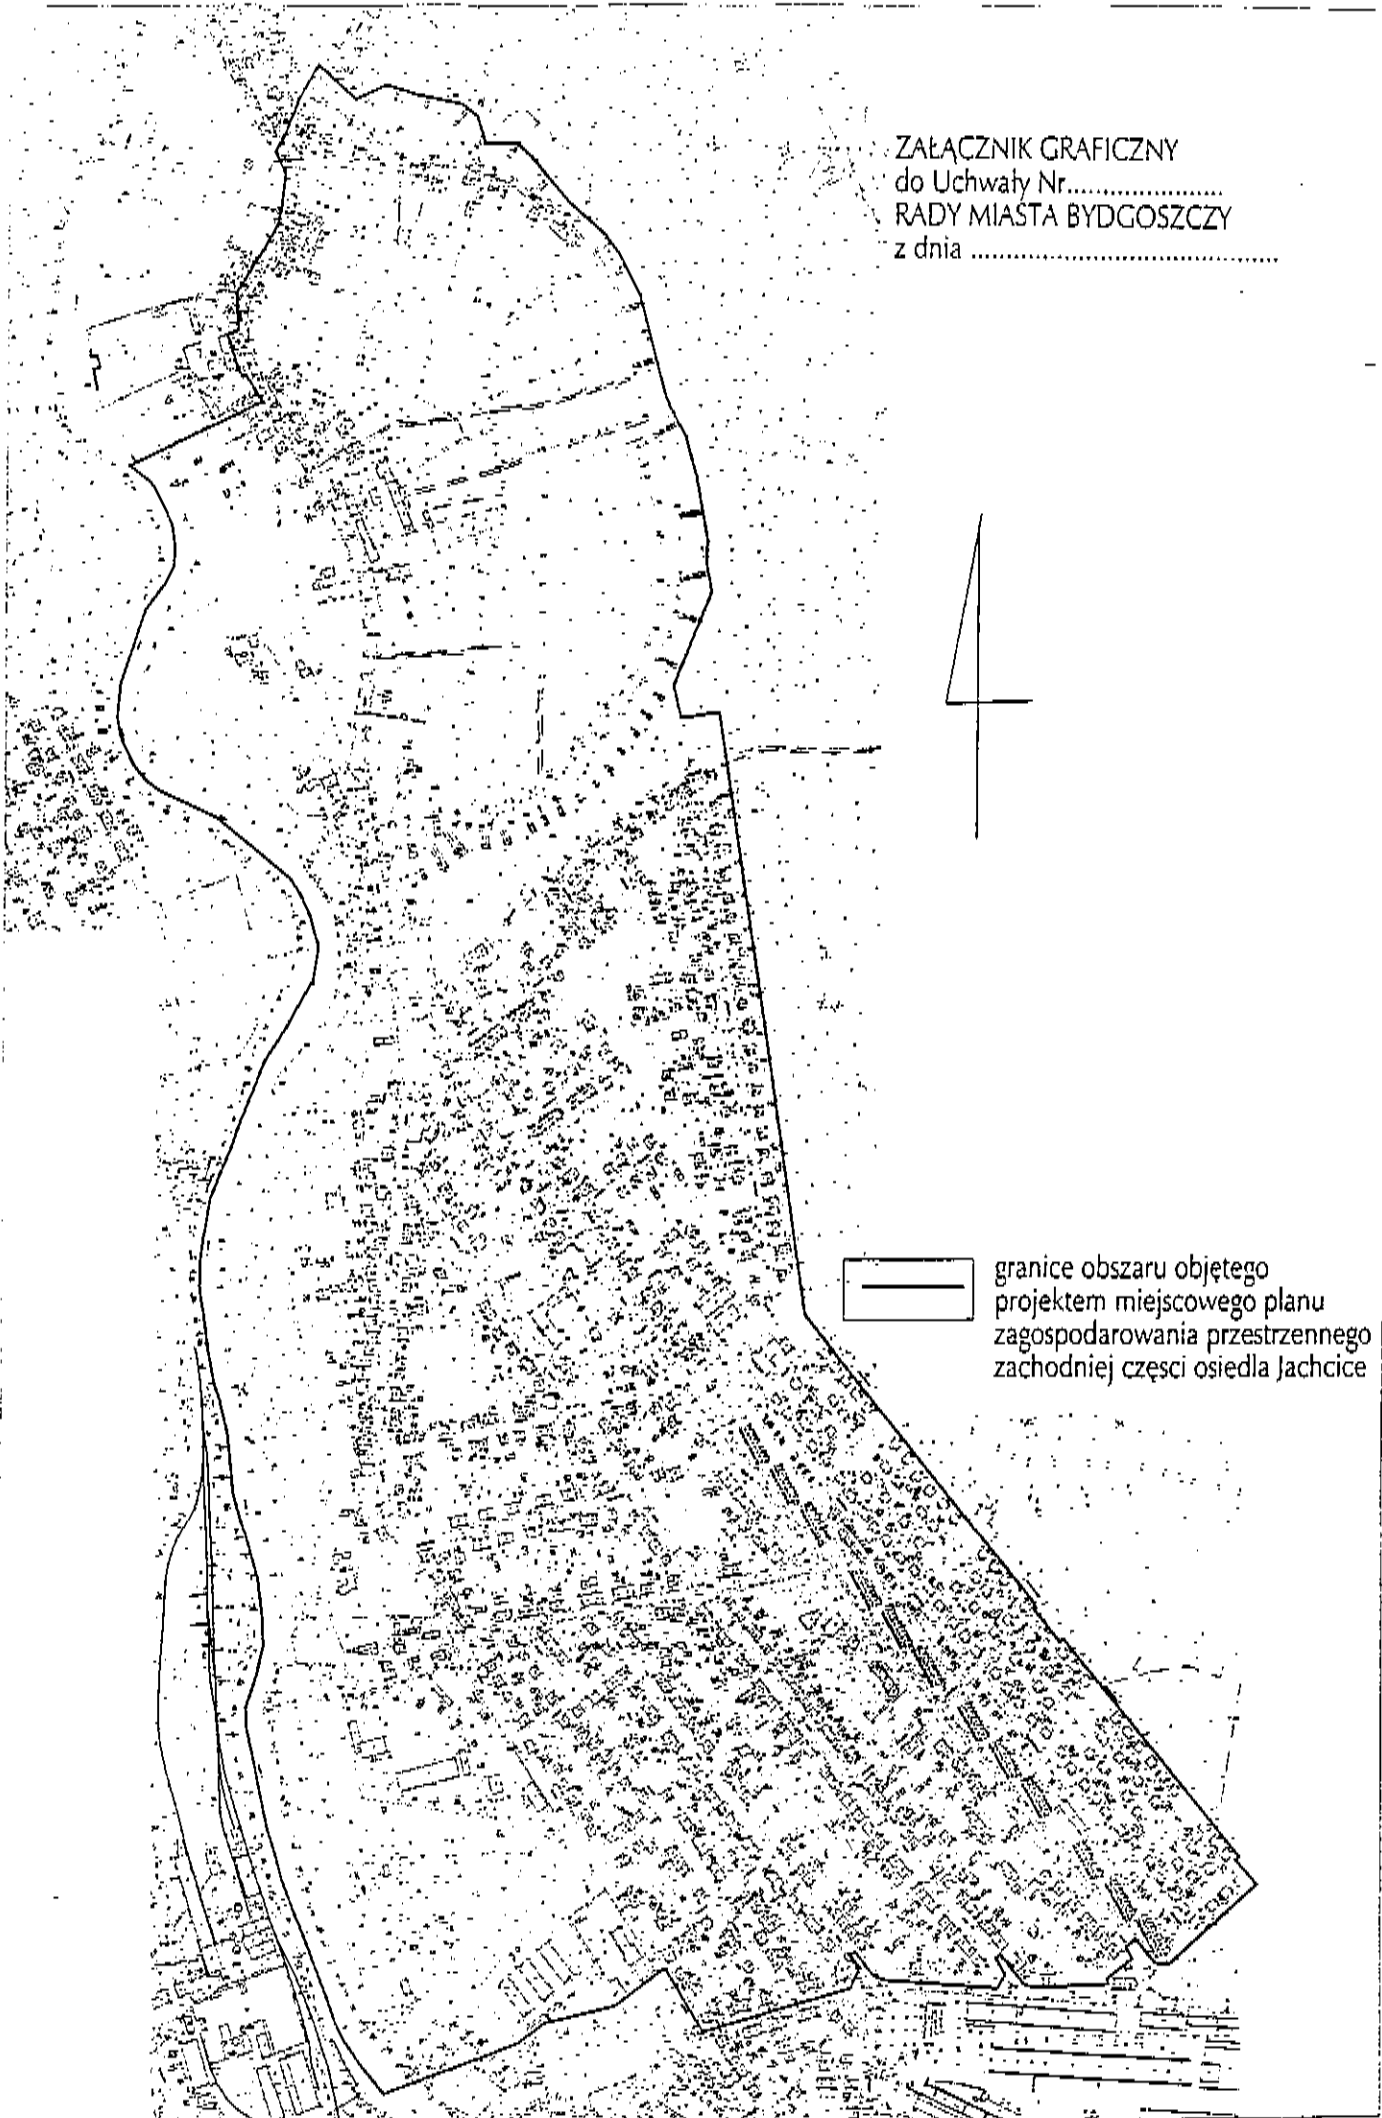 ZAŁĄCZNIK GRAFICZNY
do Uchwały Nr....................
RADY MIASTA BYDGOSZCZY
z dnia ........................................
granice obszaru objętego
projektem miejscowego planu
zagospodarowania przestrzennego
zachodniej częsci osiedla Jachcice